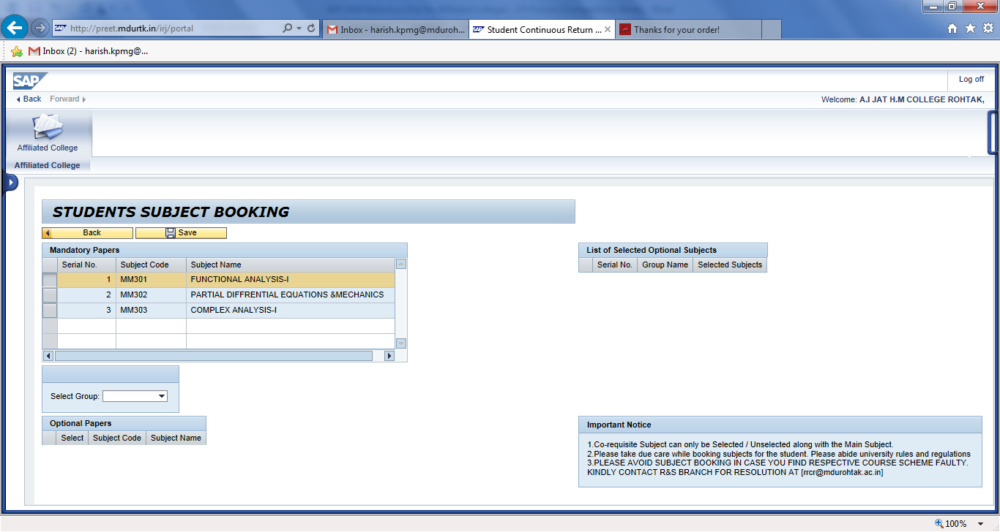 http://preet.mdurtk.in/irj/portal
Inbox - harish.kpmg@mduroh...
Student Continuous Return ...
Thanks for your order!
Inbox (2) - harish.kpmg@...
SAP
Log off
Back Forward
Welcome: A.I JAT H.M COLLEGE ROHTAK,
Affiliated College
Affiliated College
STUDENTS SUBJECT BOOKING
Back Save
Mandatory Papers
Serial No. Subject Code Subject Name
1 MM301 FUNCTIONAL ANALYSIS-I
2 MM302 PARTIAL DIFFRENTIAL EQUATIONS &MECHANICS
3 MM303 COMPLEX ANALYSIS-I
List of Selected Optional Subjects
Serial No. Group Name Selected Subjects
Select Group:
Optional Papers
Select Subject Code Subject Name
Important Notice
1.Co-requisite Subject can only be Selected / Unselected along with the Main Subject.
2.Please take due care while booking subjects for the student. Please abide university rules and regulations
3.PLEASE AVOID SUBJECT BOOKING IN CASE YOU FIND RESPECTIVE COURSE SCHEME FAULTY.
KINDLY CONTACT R&S BRANCH FOR RESOLUTION AT [rrcr@mdurohtak.ac.in]
100%